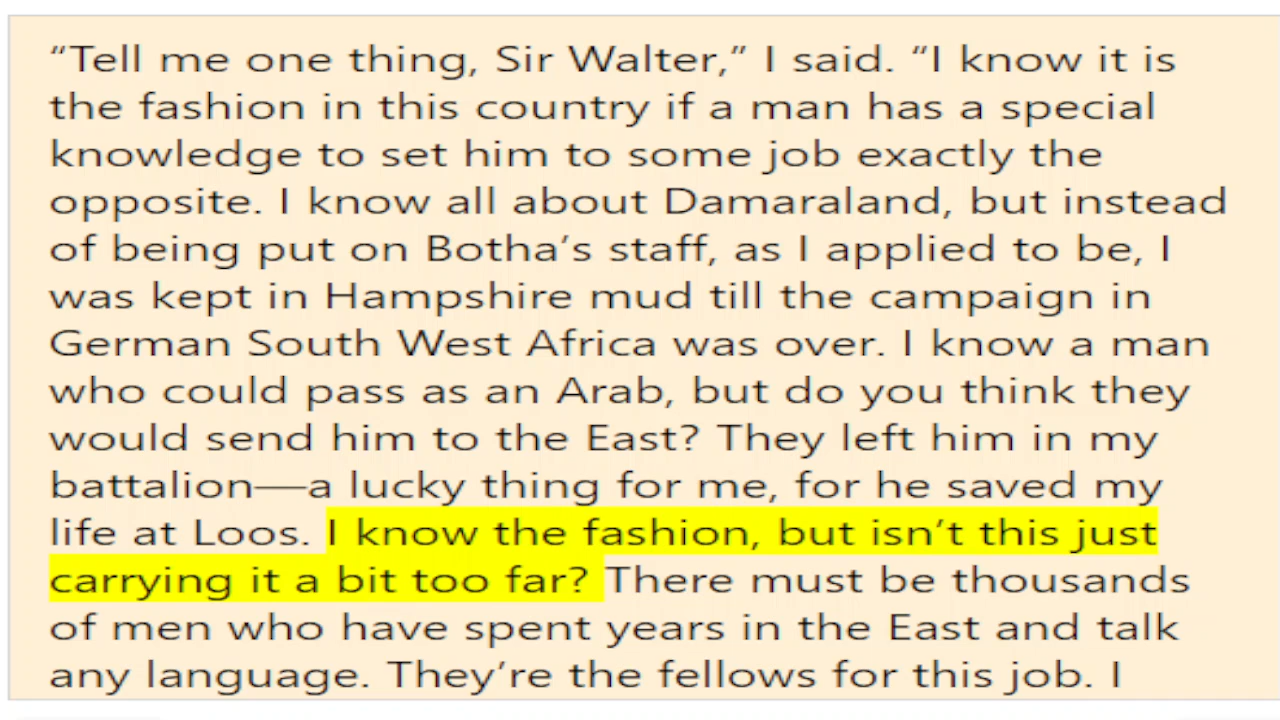 “Tell me one thing, Sir Walter,” I said. “I know it is
the fashion in this country if a man has a special
knowledge to set him to some job exactly the
opposite. I know all about Damaraland, but instead
of being put on Botha’s staff, as I applied to be, I
was kept in Hampshire mud till the campaign in
German South West Africa was over. I know a man
who could pass as an Arab, but do you think they
would send him to the East? They left him in my
battalion—a lucky thing for me, for he saved my
life at Loos. I know the fashion, but isn’t this just
carrying it a bit too far? There must be thousands
of men who have spent years in the East and talk
any language. They’re the fellows for this job. I